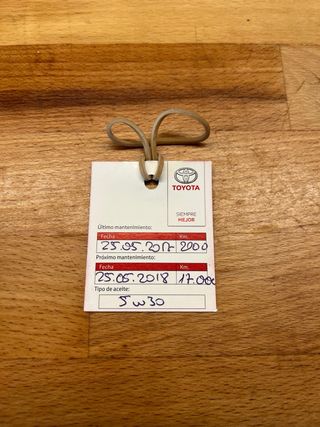 TOYOTA
SIEMPRE
MEJOR
Último mantenimiento:
Fecha Km.
25.05.2017 2000
Próximo mantenimiento:
Fecha Km.
25.05.2018 17.000
Tipo de aceite:
5w30